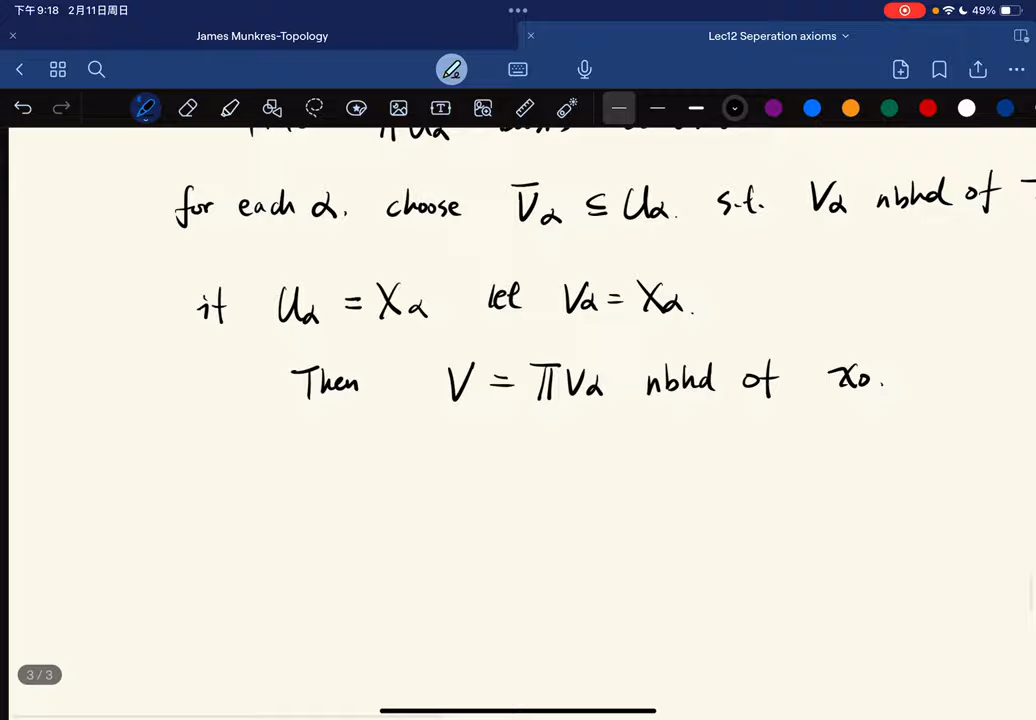 下午9:18 2月11日周日
49%
James Munkres-Topology
Lec12 Seperation axioms
for each α. choose V̅α ⊆ Uα. s.t. Vα nbhd of
if Uα = Xα let Vα = Xα.
Then V = ΠVα nbhd of x₀.
3 / 3